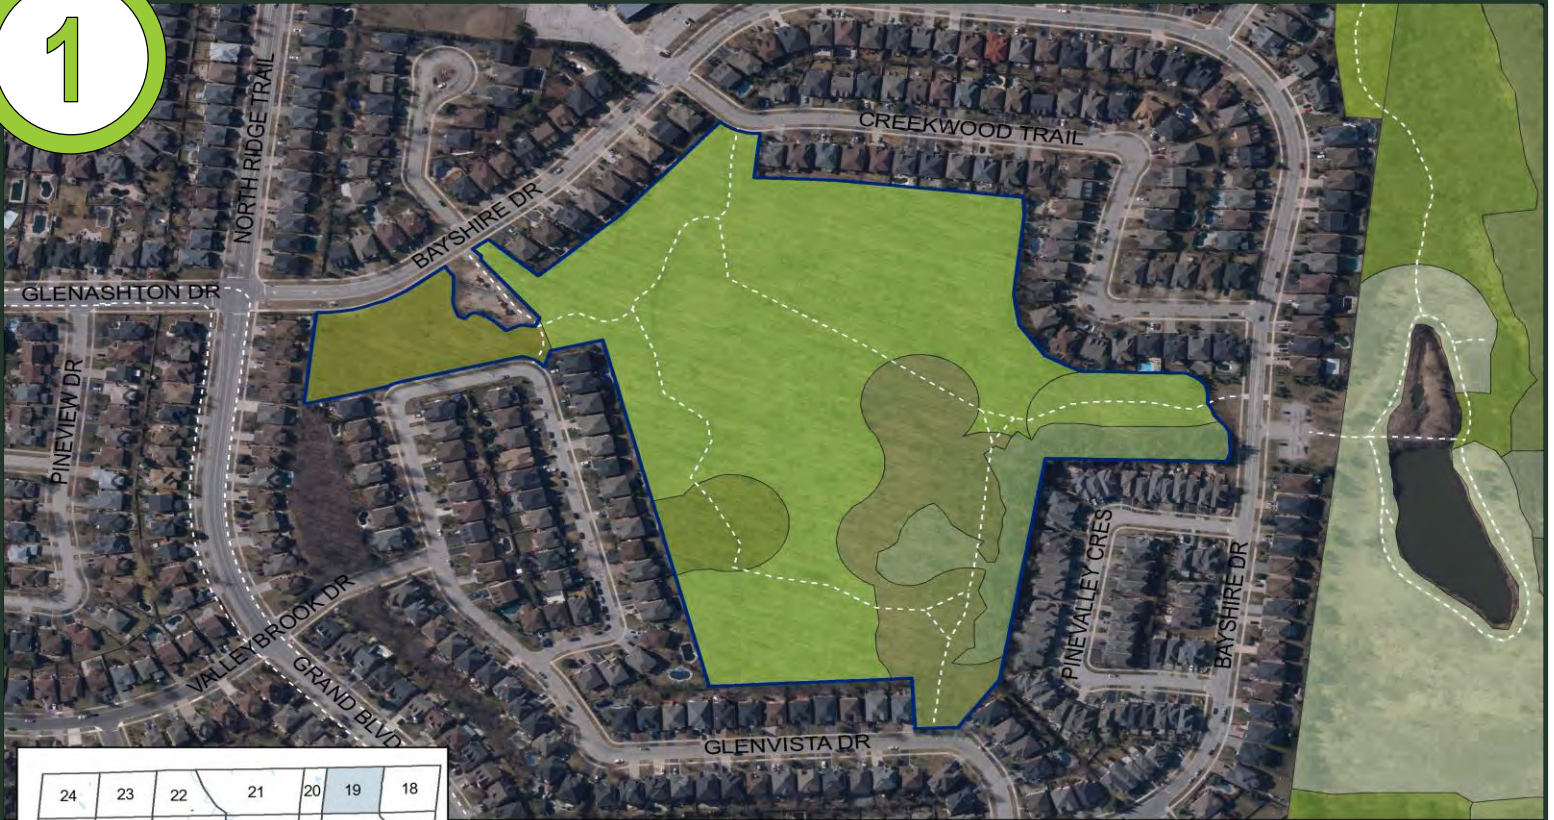 1
NORTH RIDGE TRAIL
CREEKWOOD TRAIL
BAYSHIRE DR
GLENASHTON DR
PINEVIEW DR
PINEVALLEY CRES
BAYSHIRE DR
VALLEYBROOK DR
GRAND BLVD
GLENVISTA DR
24 23 22 21 20 19 18